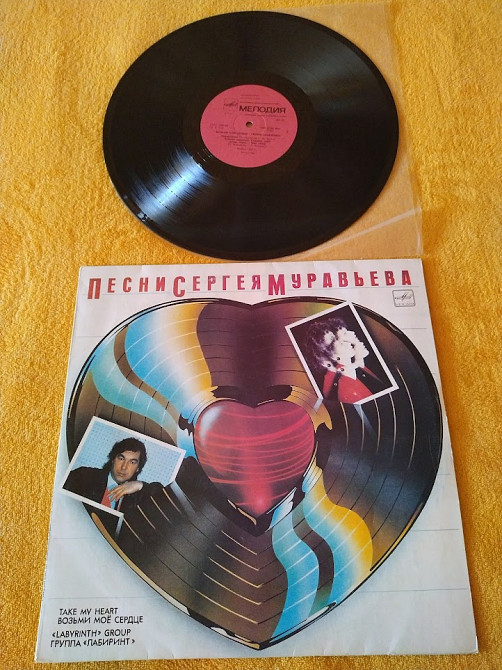 МЕЛОДИЯ
ПЕСНИ СЕРГЕЯ МУРАВЬЕВА
TAKE MY HEART
ВОЗЬМИ МОЁ СЕРДЦЕ
«LABYRINTH» GROUP
ГРУППА «ЛАБИРИНТ»